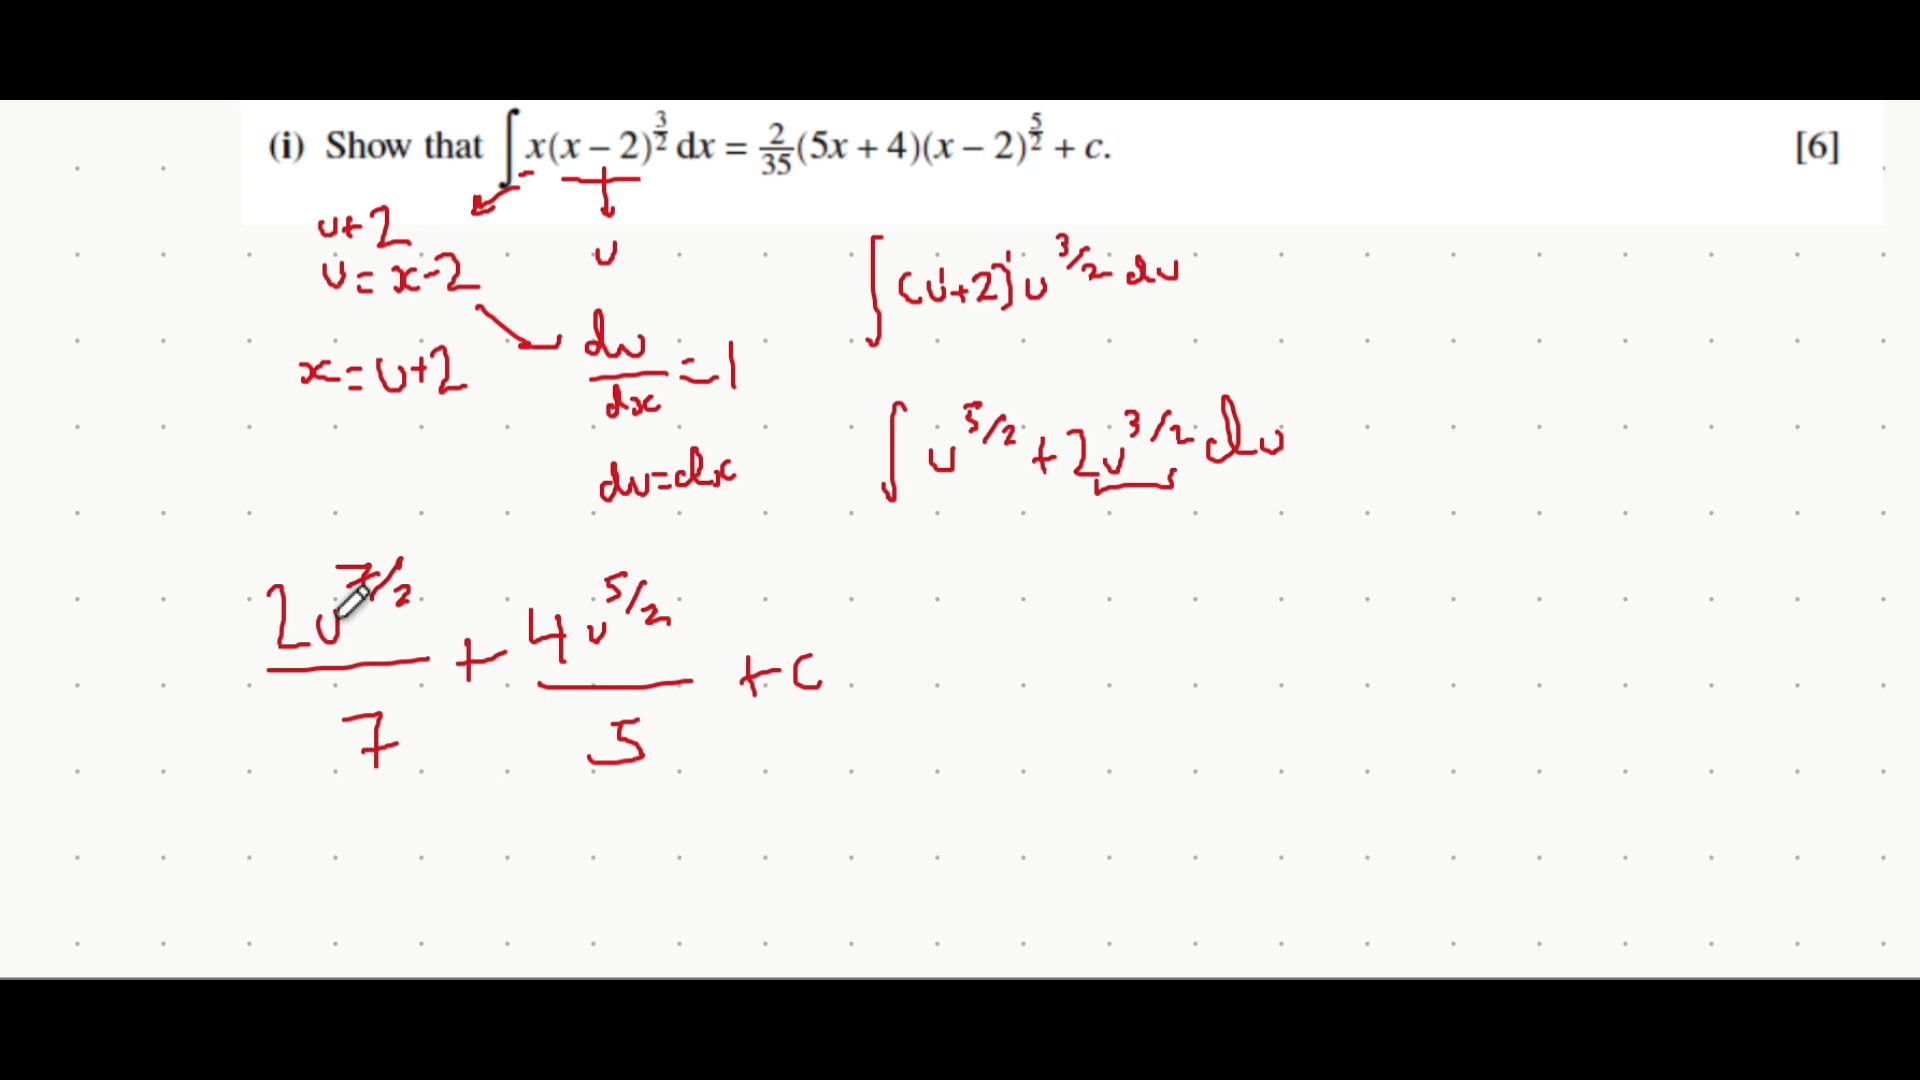 (i) Show that ∫x(x − 2)^{3/2} dx = 2/35(5x + 4)(x − 2)^{5/2} + c. [6]
u+2
u
u = x-2
∫(u+2)u^{3/2} du
du/dx = 1
x = u+2
∫u^{5/2} + 2u^{3/2} du
du = dx
2u^{7/2}/7 + 4u^{5/2}/5 + c